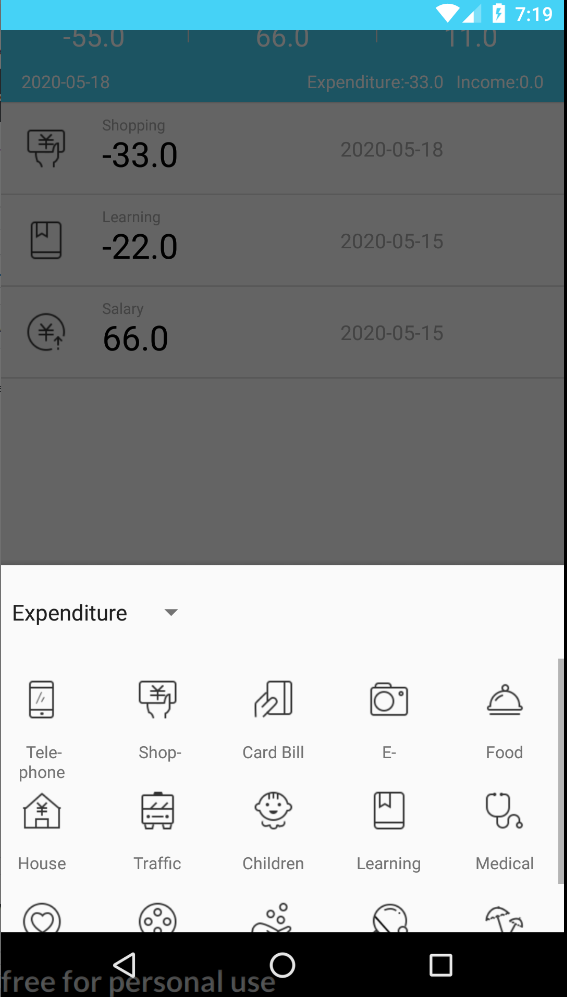 7:19
-55.0 66.0 11.0
2020-05-18 Expenditure:-33.0 Income:0.0
Shopping
-33.0 2020-05-18
Learning
-22.0 2020-05-15
Salary
66.0 2020-05-15
Expenditure
Tele-
phone
Shop-
Card Bill
E-
Food
House
Traffic
Children
Learning
Medical
free for personal use